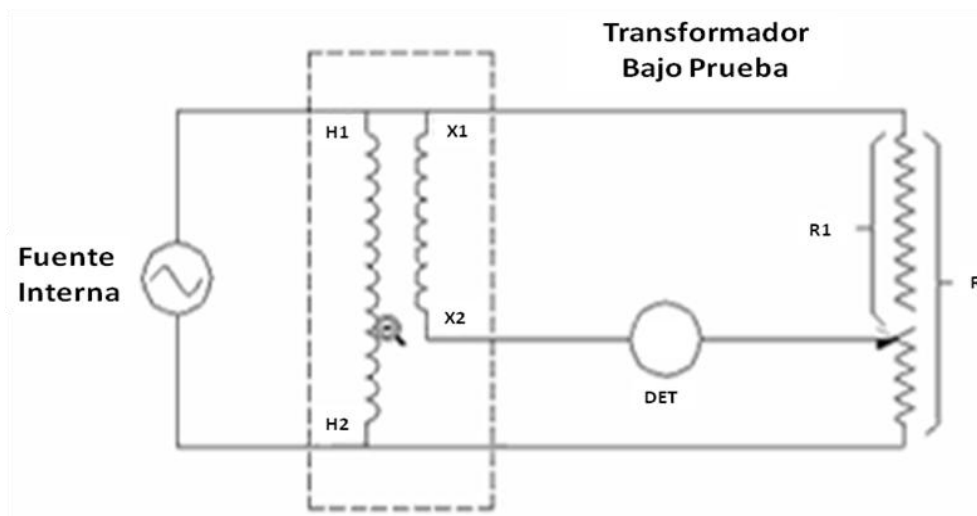 Transformador
Bajo Prueba
H1
X1
R1
Fuente
Interna
R
X2
DET
H2